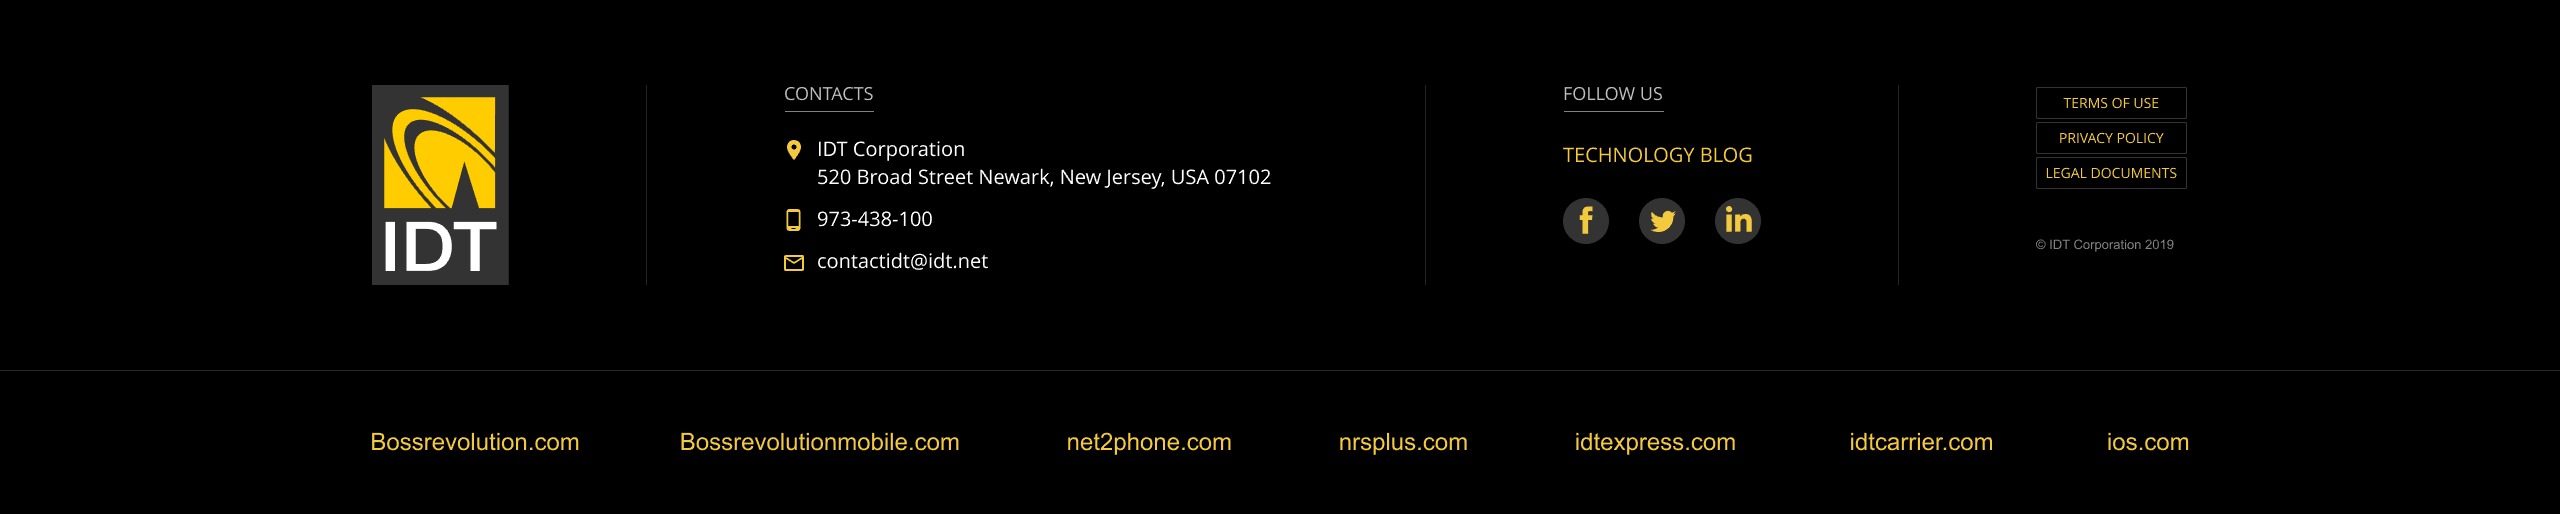 IDT
CONTACTS
IDT Corporation
520 Broad Street Newark, New Jersey, USA 07102
973-438-100
contactidt@idt.net
FOLLOW US
TECHNOLOGY BLOG
f
in
TERMS OF USE
PRIVACY POLICY
LEGAL DOCUMENTS
© IDT Corporation 2019
Bossrevolution.com
Bossrevolutionmobile.com
net2phone.com
nrsplus.com
idtexpress.com
idtcarrier.com
ios.com